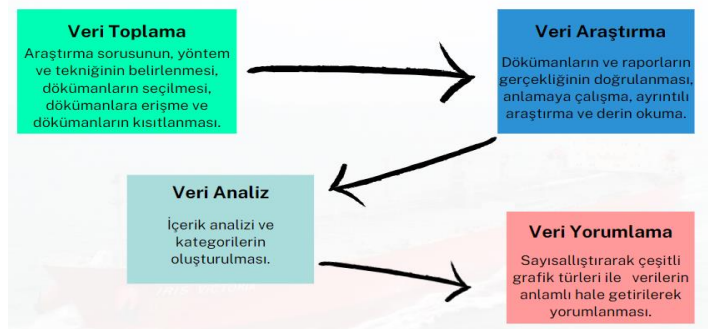 Veri Toplama
Araştırma sorusunun, yöntem
ve tekniğinin belirlenmesi,
dökümanların seçilmesi,
dökümanlara erişme ve
dökümanların kısıtlanması.
Veri Araştırma
Dökümanların ve raporların
gerçekliğinin doğrulanması,
anlamaya çalışma, ayrıntılı
araştırma ve derin okuma.
Veri Analiz
İçerik analizi ve
kategorilerin
oluşturulması.
Veri Yorumlama
Sayısallıştırarak çeşitli
grafik türleri ile verilerin
anlamlı hale getirilerek
yorumlanması.